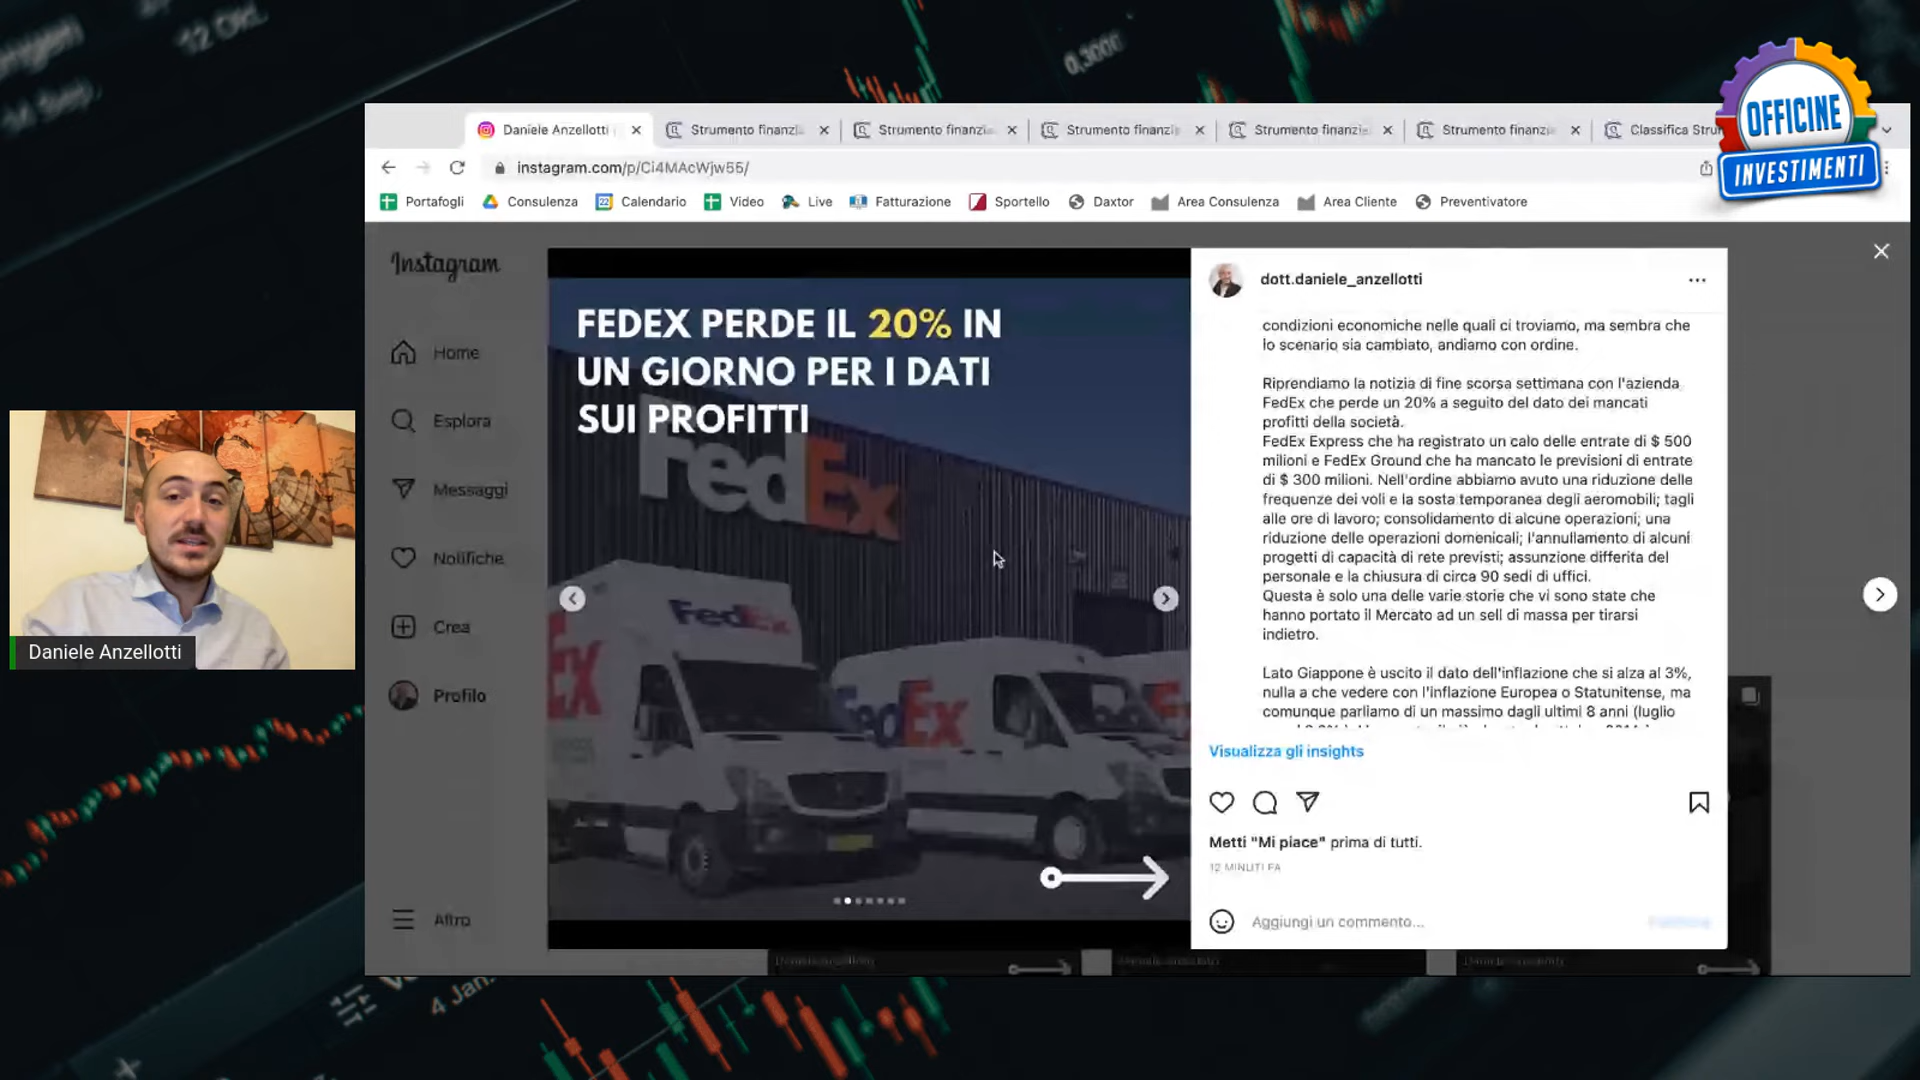 12 Okt.
0,3000
OFFICINE
INVESTIMENTI
Daniele Anzellotti
Strumento finanzi
Strumento finanzi
Strumento finanzi
Strumento finanzi
Strumento finanzi
Classifica Stru
instagram.com/p/Ci4MAcWjw55/
Portafogli
Consulenza
Calendario
Video
Live
Fatturazione
Sportello
Daxtor
Area Consulenza
Area Cliente
Preventivatore
Instagram
Home
Esplora
Messaggi
Notifiche
Crea
Profilo
Altro
FEDEX PERDE IL 20% IN
UN GIORNO PER I DATI
SUI PROFITTI
FedEx
FedEx
Ex
FedEx
dott.daniele_anzellotti
condizioni economiche nelle quali ci troviamo, ma sembra che
lo scenario sia cambiato, andiamo con ordine.
Riprendiamo la notizia di fine scorsa settimana con l'azienda
FedEx che perde un 20% a seguito del dato dei mancati
profitti della società.
FedEx Express che ha registrato un calo delle entrate di $ 500
milioni e FedEx Ground che ha mancato le previsioni di entrate
di $ 300 milioni. Nell'ordine abbiamo avuto una riduzione delle
frequenze dei voli e la sosta temporanea degli aeromobili; tagli
alle ore di lavoro; consolidamento di alcune operazioni; una
riduzione delle operazioni domenicali; l'annullamento di alcuni
progetti di capacità di rete previsti; assunzione differita del
personale e la chiusura di circa 90 sedi di uffici.
Questa è solo una delle varie storie che vi sono state che
hanno portato il Mercato ad un sell di massa per tirarsi
indietro.
Lato Giappone è uscito il dato dell'inflazione che si alza al 3%,
nulla a che vedere con l'inflazione Europea o Statunitense, ma
comunque parliamo di un massimo dagli ultimi 8 anni (luglio
Visualizza gli insights
Metti "Mi piace" prima di tutti.
12 MINUTI FA
Aggiungi un commento...
Daniele Anzellotti
4 Jan.